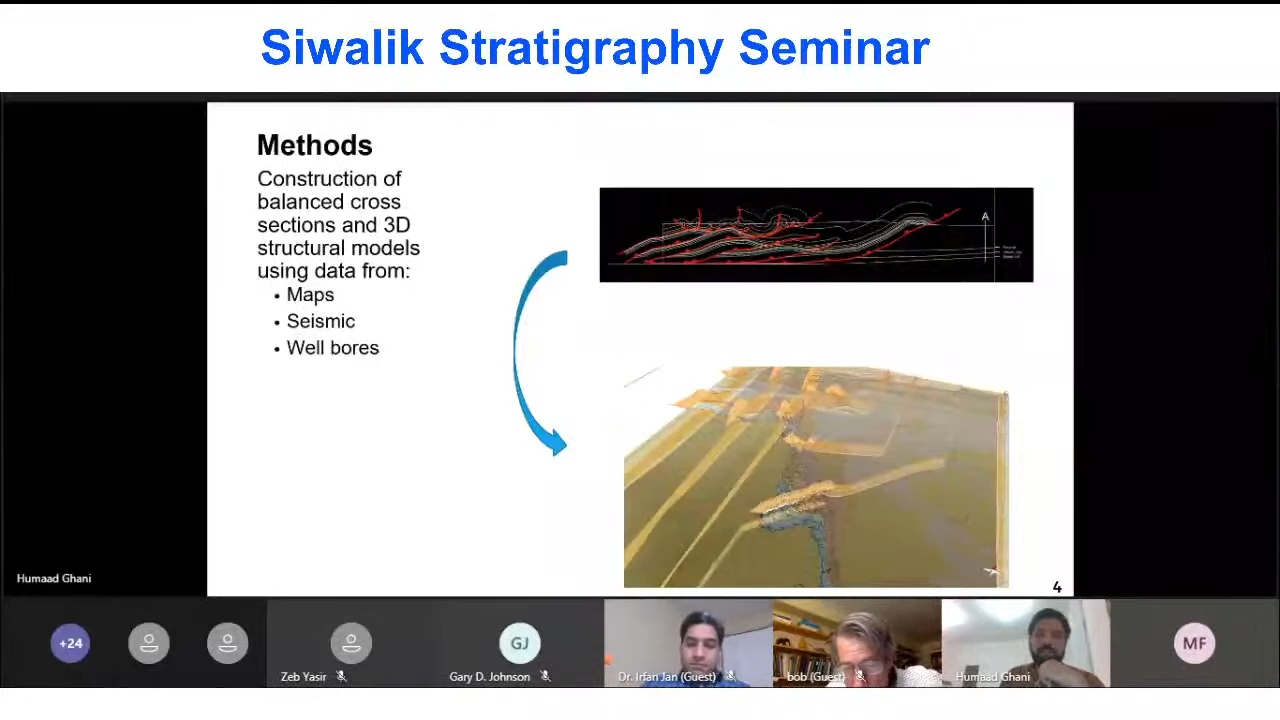 Siwalik Stratigraphy Seminar
Methods
Construction of
balanced cross
sections and 3D
structural models
using data from:
• Maps
• Seismic
• Well bores
A
4
Humaad Ghani
+24
Zeb Yasir
GJ
Gary D. Johnson
Dr. Irfan Jan (Guest)
bob (Guest)
Humaad Ghani
MF